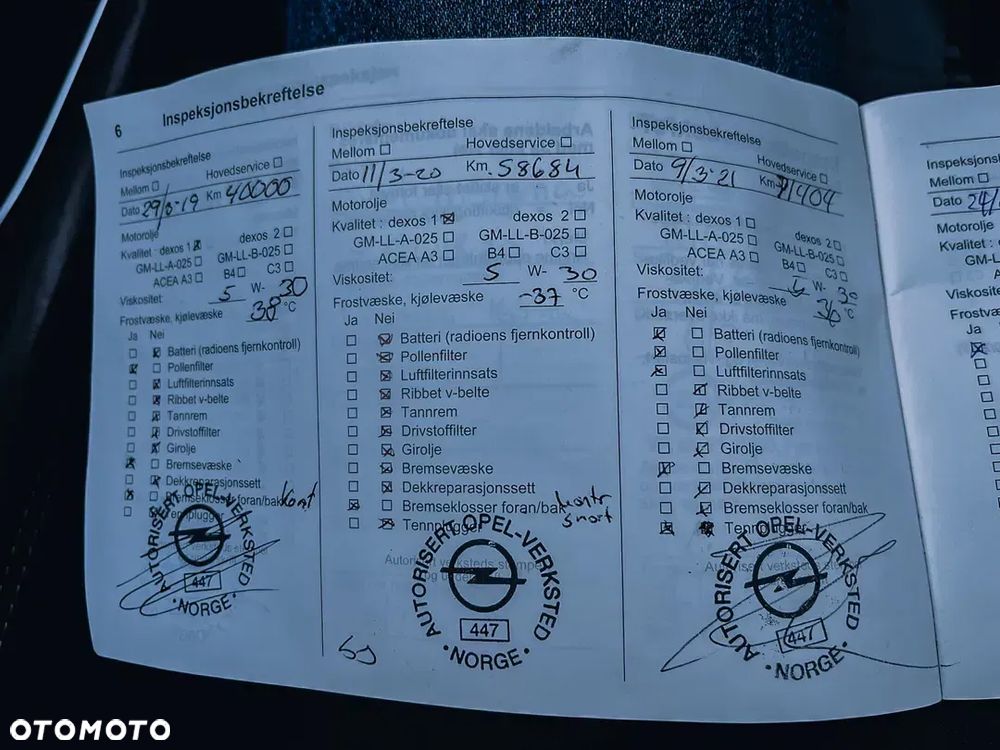 6 Inspeksjonsbekreftelse
Inspeksjonsbekreftelse
Mellom ☐ Hovedservice ☐
Dato 29/3-19 Km 40000
Motorolje
Kvalitet : dexos 1 ☒ dexos 2 ☐
GM-LL-A-025 ☐ GM-LL-B-025 ☐
ACEA A3 ☐ B4 ☐ C3 ☐
Viskositet: 5 W- 30
Frostvæske, kjølevæske 38 °C
Ja Nei
☐ ☒ Batteri (radioens fjernkontroll)
☒ ☐ Pollenfilter
☐ ☒ Luftfilterinnsats
☐ ☒ Ribbet v-belte
☐ ☒ Tannrem
☐ ☒ Drivstoffilter
☐ ☒ Girolje
☒ ☐ Bremsevæske
☐ ☒ Dekkreparasjonssett
☒ ☐ Bremseklosser foran/bak
Tennplugger
AUTORISERT OPEL-VERKSTED
447
· NORGE ·
Inspeksjonsbekreftelse
Mellom ☐ Hovedservice ☐
Dato 11/3-20 Km 58684
Motorolje
Kvalitet : dexos 1 ☒ dexos 2 ☐
GM-LL-A-025 ☐ GM-LL-B-025 ☐
ACEA A3 ☐ B4 ☐ C3 ☐
Viskositet: 5 W- 30
Frostvæske, kjølevæske -37 °C
Ja Nei
☐ ☒ Batteri (radioens fjernkontroll)
☐ ☒ Pollenfilter
☐ ☒ Luftfilterinnsats
☐ ☒ Ribbet v-belte
☐ ☒ Tannrem
☐ ☒ Drivstoffilter
☐ ☒ Girolje
☐ ☒ Bremsevæske
☐ ☒ Dekkreparasjonssett
☒ ☐ Bremseklosser foran/bak
☐ ☒ Tennplugger
AUTORISERT OPEL-VERKSTED
447
· NORGE ·
Inspeksjonsbekreftelse
Mellom ☐ Hovedservice ☐
Dato 9/3-21 Km
Motorolje
Kvalitet : dexos 1 ☐ dexos 2 ☐
GM-LL-A-025 ☐ GM-LL-B-025 ☐
ACEA A3 ☐ B4 ☐ C3 ☐
Viskositet: W- 30
Frostvæske, kjølevæske 36 °C
Ja Nei
☒ ☐ Batteri (radioens fjernkontroll)
☒ ☐ Pollenfilter
☒ ☐ Luftfilterinnsats
☐ ☒ Ribbet v-belte
☐ ☒ Tannrem
☐ ☒ Drivstoffilter
☐ ☒ Girolje
☒ ☐ Bremsevæske
☐ ☒ Dekkreparasjonssett
☐ ☒ Bremseklosser foran/bak
☒ Tennplugger
AUTORISERT OPEL-VERKSTED
447
· NORGE ·
Mellom ☐
Dato
Motorolje
Kvalitet :
Ja
OTOMOTO